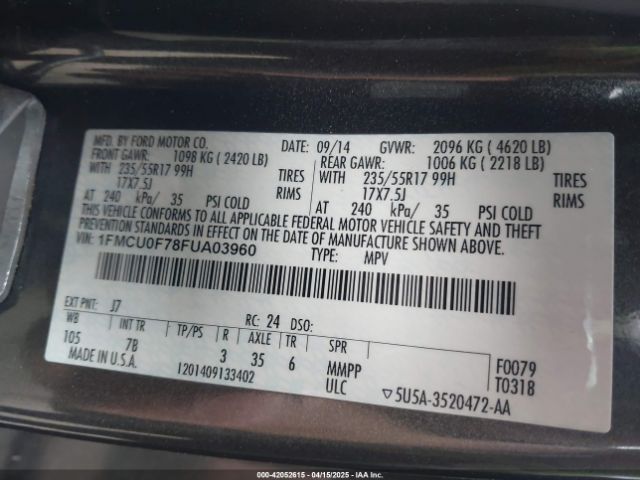 MFD. BY FORD MOTOR CO. DATE: 09/14 GVWR: 2096 KG ( 4620 LB)
FRONT GAWR: 1098 KG ( 2420 LB) REAR GAWR: 1006 KG ( 2218 LB)
WITH 235/55R17 99H TIRES WITH 235/55R17 99H TIRES
17X7.5J RIMS 17X7.5J RIMS
AT 240 kPa/ 35 PSI COLD AT 240 kPa/ 35 PSI COLD
THIS VEHICLE CONFORMS TO ALL APPLICABLE FEDERAL MOTOR VEHICLE SAFETY AND THEFT
PREVENTION STANDARDS IN EFFECT ON THE DATE OF MANUFACTURE SHOWN ABOVE.
VIN: 1FMCU0F78FUA03960 TYPE: MPV
EXT PNT: J7 RC: 24 DSO:
WB INT TR TP/PS R AXLE TR SPR
105 7B 3 35 6 MMPP F0079
MADE IN U.S.A. 1201409133402 ULC T0318
▽5U5A-3520472-AA
000-42052615 - 04/15/2025 - IAAI.COM